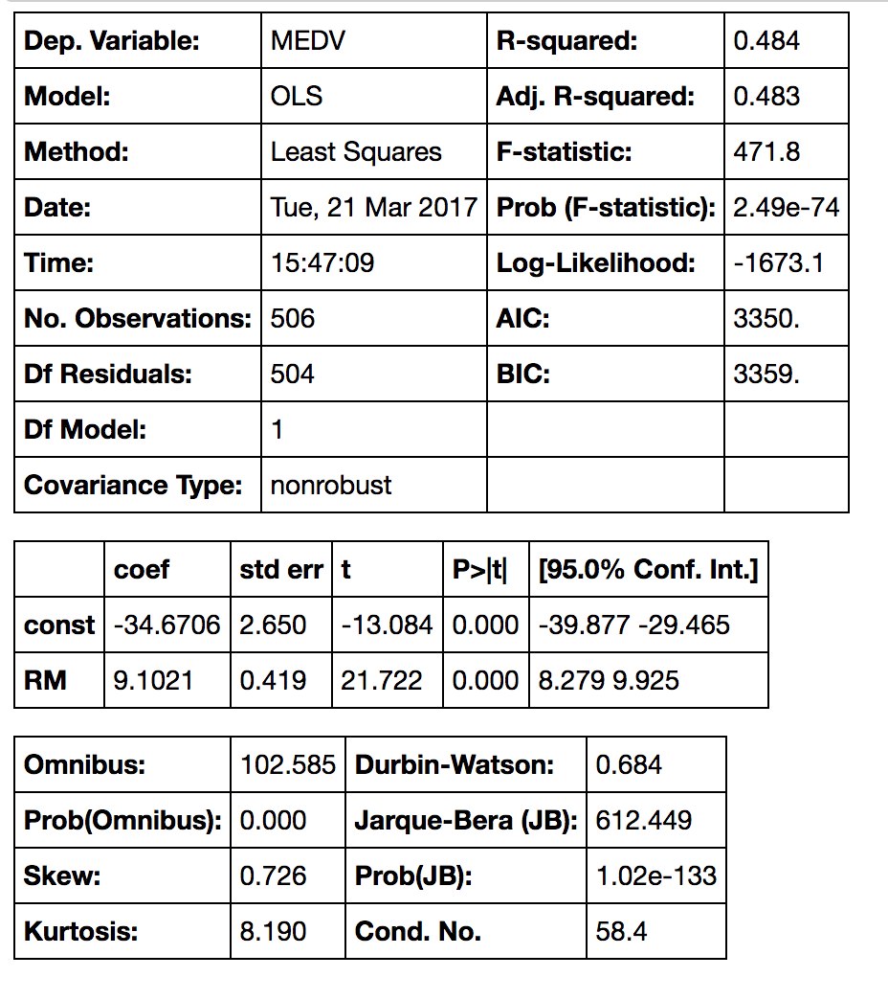 Dep. Variable: MEDV R-squared: 0.484
Model: OLS Adj. R-squared: 0.483
Method: Least Squares F-statistic: 471.8
Date: Tue, 21 Mar 2017 Prob (F-statistic): 2.49e-74
Time: 15:47:09 Log-Likelihood: -1673.1
No. Observations: 506 AIC: 3350.
Df Residuals: 504 BIC: 3359.
Df Model: 1
Covariance Type: nonrobust
coef std err t P>|t| [95.0% Conf. Int.]
const -34.6706 2.650 -13.084 0.000 -39.877 -29.465
RM 9.1021 0.419 21.722 0.000 8.279 9.925
Omnibus: 102.585 Durbin-Watson: 0.684
Prob(Omnibus): 0.000 Jarque-Bera (JB): 612.449
Skew: 0.726 Prob(JB): 1.02e-133
Kurtosis: 8.190 Cond. No. 58.4